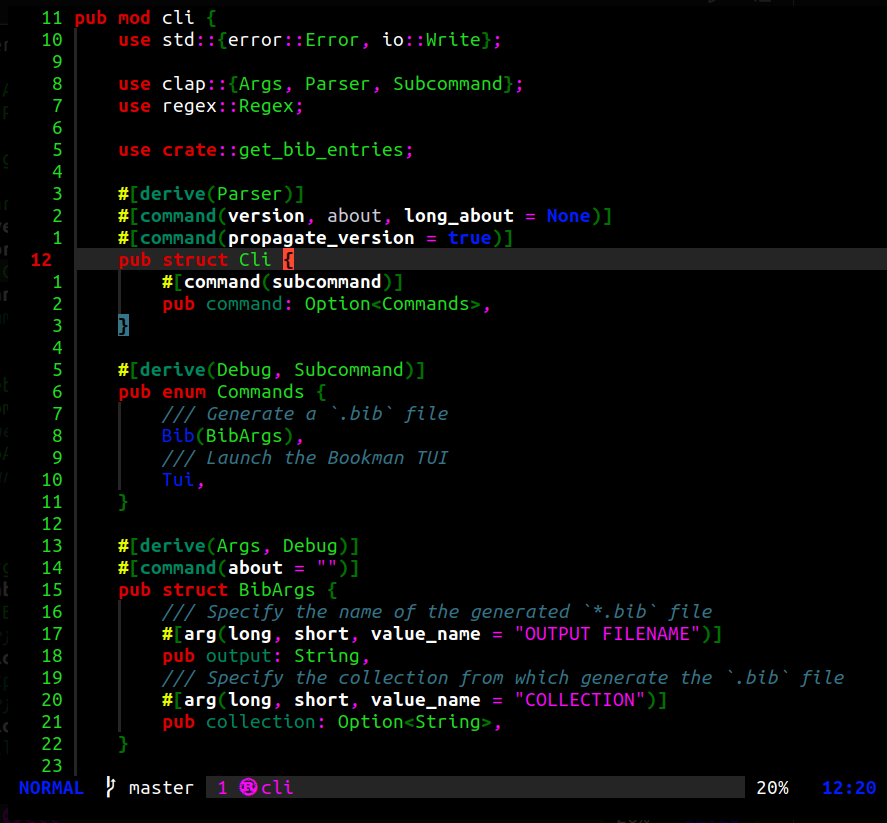 11 pub mod cli {
10     use std::{error::Error, io::Write};
9
8     use clap::{Args, Parser, Subcommand};
7     use regex::Regex;
6
5     use crate::get_bib_entries;
4
3     #[derive(Parser)]
2     #[command(version, about, long_about = None)]
1     #[command(propagate_version = true)]
12     pub struct Cli {
1         #[command(subcommand)]
2         pub command: Option<Commands>,
3     }
4
5     #[derive(Debug, Subcommand)]
6     pub enum Commands {
7         /// Generate a `.bib` file
8         Bib(BibArgs),
9         /// Launch the Bookman TUI
10         Tui,
11     }
12
13     #[derive(Args, Debug)]
14     #[command(about = "")]
15     pub struct BibArgs {
16         /// Specify the name of the generated `*.bib` file
17         #[arg(long, short, value_name = "OUTPUT FILENAME")]
18         pub output: String,
19         /// Specify the collection from which generate the `.bib` file
20         #[arg(long, short, value_name = "COLLECTION")]
21         pub collection: Option<String>,
22     }
23
NORMAL master 1 ®cli 20% 12:20